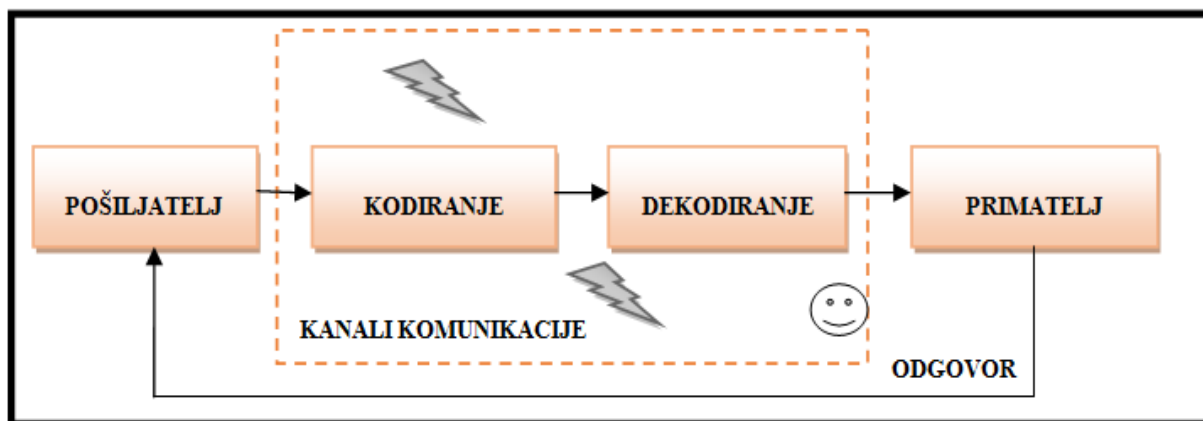 POŠILJATELJ
KODIRANJE
DEKODIRANJE
PRIMATELJ
KANALI KOMUNIKACIJE
ODGOVOR